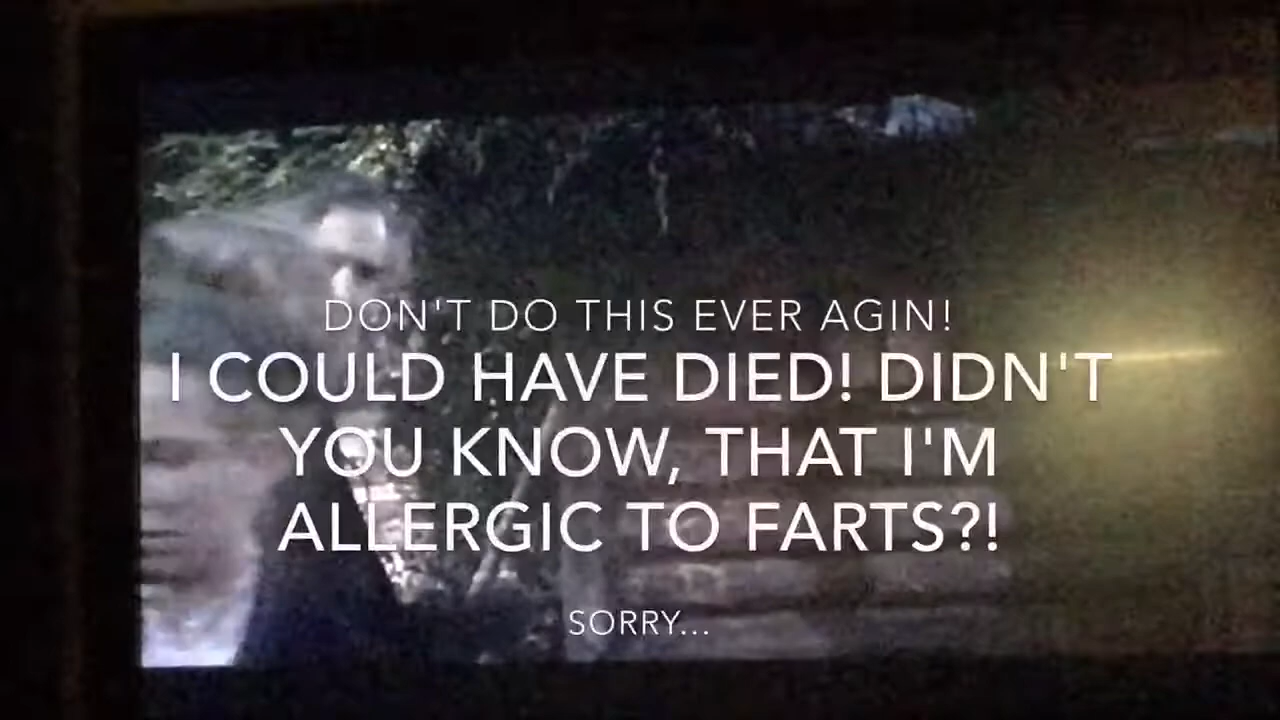 DON'T DO THIS EVER AGIN!
I COULD HAVE DIED! DIDN'T
YOU KNOW, THAT I'M
ALLERGIC TO FARTS?!
SORRY...